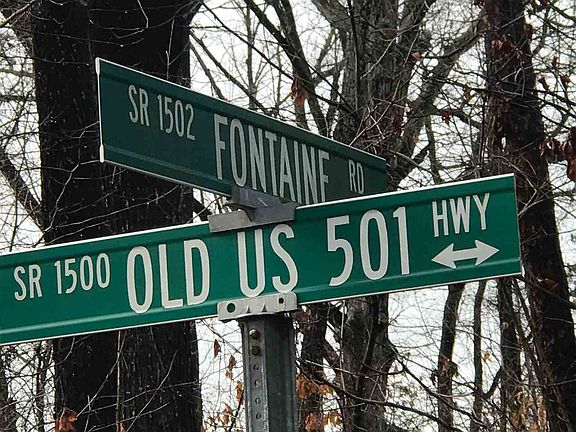 SR 1502 FONTAINE RD
SR 1500 OLD US 501 HWY